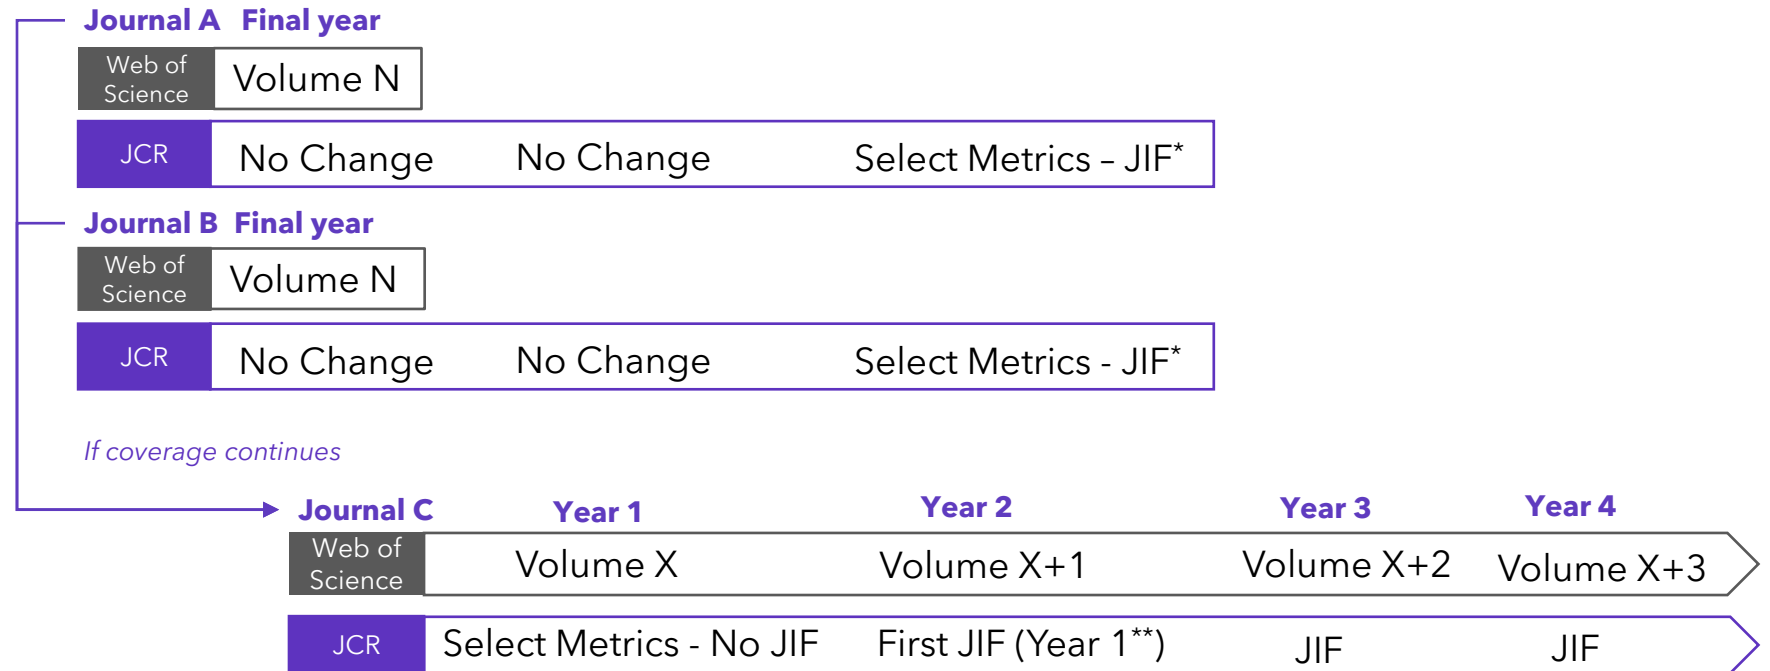 Journal A Final year
Web of
Science
Volume N
JCR
No Change No Change Select Metrics – JIF*
Journal B Final year
Web of
Science
Volume N
JCR
No Change No Change Select Metrics - JIF*
If coverage continues
Journal C Year 1 Year 2 Year 3 Year 4
Web of
Science
Volume X Volume X+1 Volume X+2 Volume X+3
JCR
Select Metrics - No JIF First JIF (Year 1**) JIF JIF